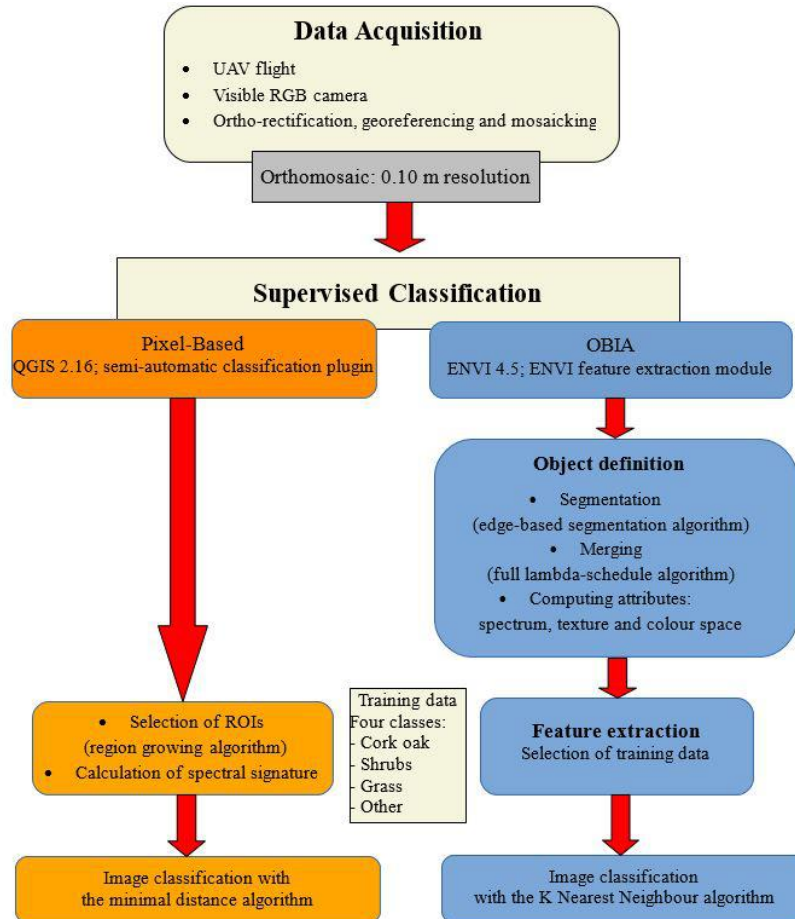 Data Acquisition
• UAV flight
• Visible RGB camera
• Ortho-rectification, georeferencing and mosaicking
Orthomosaic: 0.10 m resolution
Supervised Classification
Pixel-Based
QGIS 2.16; semi-automatic classification plugin
OBIA
ENVI 4.5; ENVI feature extraction module
Object definition
• Segmentation
(edge-based segmentation algorithm)
• Merging
(full lambda-schedule algorithm)
• Computing attributes:
spectrum, texture and colour space
• Selection of ROIs
(region growing algorithm)
• Calculation of spectral signature
Training data
Four classes:
- Cork oak
- Shrubs
- Grass
- Other
Feature extraction
Selection of training data
Image classification with
the minimal distance algorithm
Image classification
with the K Nearest Neighbour algorithm